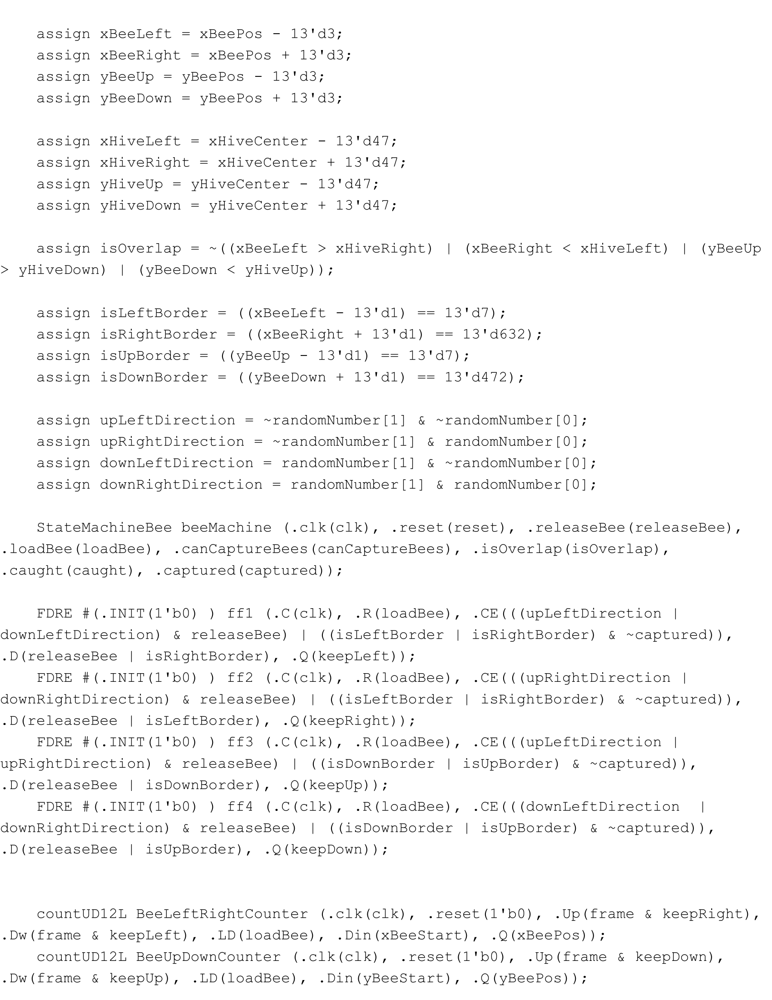 assign xBeeLeft = xBeePos - 13'd3;
assign xBeeRight = xBeePos + 13'd3;
assign yBeeUp = yBeePos - 13'd3;
assign yBeeDown = yBeePos + 13'd3;
assign xHiveLeft = xHiveCenter - 13'd47;
assign xHiveRight = xHiveCenter + 13'd47;
assign yHiveUp = yHiveCenter - 13'd47;
assign yHiveDown = yHiveCenter + 13'd47;
assign isOverlap = ~((xBeeLeft > xHiveRight) | (xBeeRight < xHiveLeft) | (yBeeUp
> yHiveDown) | (yBeeDown < yHiveUp));
assign isLeftBorder = ((xBeeLeft - 13'd1) == 13'd7);
assign isRightBorder = ((xBeeRight + 13'd1) == 13'd632);
assign isUpBorder = ((yBeeUp - 13'd1) == 13'd7);
assign isDownBorder = ((yBeeDown + 13'd1) == 13'd472);
assign upLeftDirection = ~randomNumber[1] & ~randomNumber[0];
assign upRightDirection = ~randomNumber[1] & randomNumber[0];
assign downLeftDirection = randomNumber[1] & ~randomNumber[0];
assign downRightDirection = randomNumber[1] & randomNumber[0];
StateMachineBee beeMachine (.clk(clk), .reset(reset), .releaseBee(releaseBee),
.loadBee(loadBee), .canCaptureBees(canCaptureBees), .isOverlap(isOverlap),
.caught(caught), .captured(captured));
FDRE #(.INIT(1'b0) ) ff1 (.C(clk), .R(loadBee), .CE(((upLeftDirection |
downLeftDirection) & releaseBee) | ((isLeftBorder | isRightBorder) & ~captured)),
.D(releaseBee | isRightBorder), .Q(keepLeft));
FDRE #(.INIT(1'b0) ) ff2 (.C(clk), .R(loadBee), .CE(((upRightDirection |
downRightDirection) & releaseBee) | ((isLeftBorder | isRightBorder) & ~captured)),
.D(releaseBee | isLeftBorder), .Q(keepRight));
FDRE #(.INIT(1'b0) ) ff3 (.C(clk), .R(loadBee), .CE(((upLeftDirection |
upRightDirection) & releaseBee) | ((isDownBorder | isUpBorder) & ~captured)),
.D(releaseBee | isDownBorder), .Q(keepUp));
FDRE #(.INIT(1'b0) ) ff4 (.C(clk), .R(loadBee), .CE(((downLeftDirection  |
downRightDirection) & releaseBee) | ((isDownBorder | isUpBorder) & ~captured)),
.D(releaseBee | isUpBorder), .Q(keepDown));
countUD12L BeeLeftRightCounter (.clk(clk), .reset(1'b0), .Up(frame & keepRight),
.Dw(frame & keepLeft), .LD(loadBee), .Din(xBeeStart), .Q(xBeePos));
countUD12L BeeUpDownCounter (.clk(clk), .reset(1'b0), .Up(frame & keepDown),
.Dw(frame & keepUp), .LD(loadBee), .Din(yBeeStart), .Q(yBeePos));